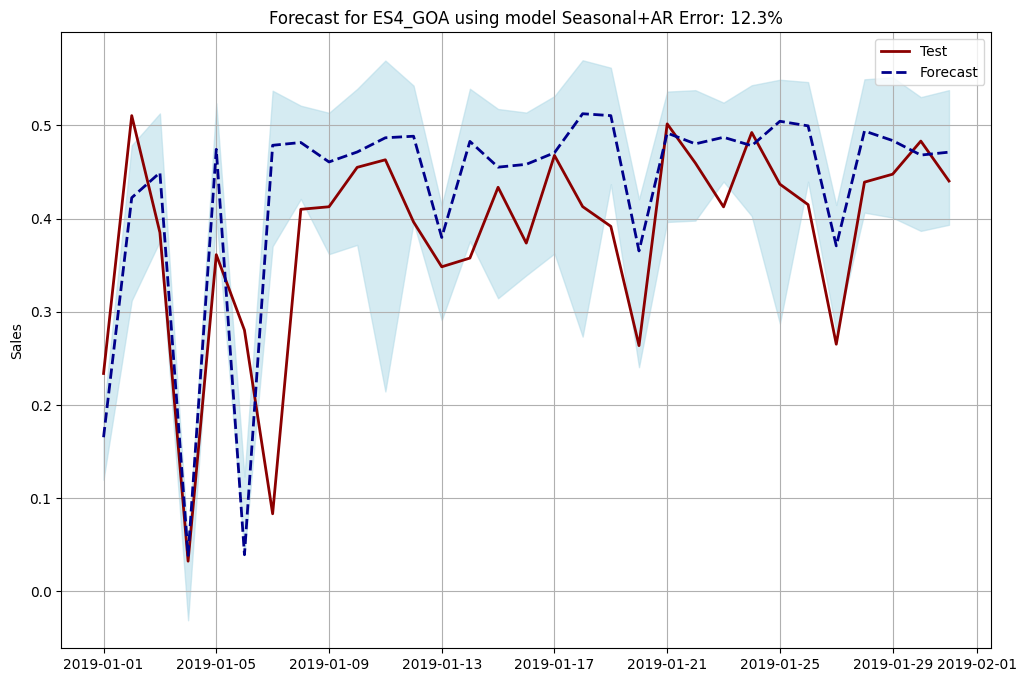 Forecast for ES4_GOA using model Seasonal+AR Error: 12.3%
Test
Forecast
Sales
0.5
0.4
0.3
0.2
0.1
0.0
2019-01-01 2019-01-05 2019-01-09 2019-01-13 2019-01-17 2019-01-21 2019-01-25 2019-01-29 2019-02-01